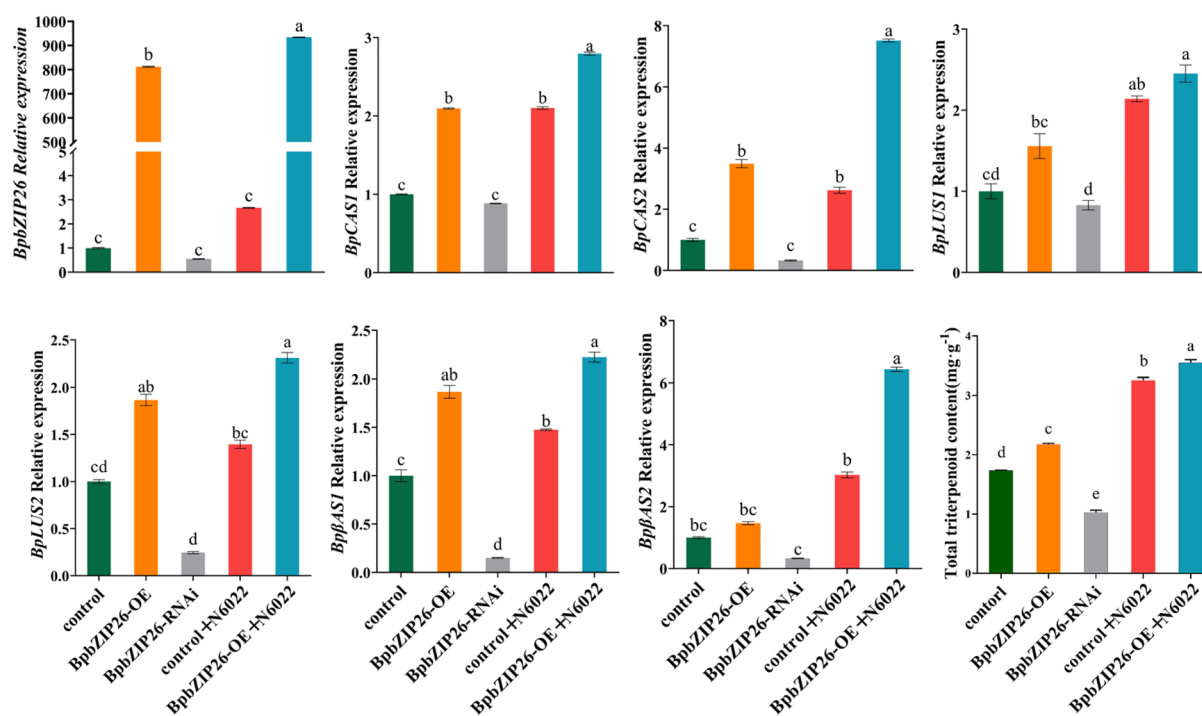 BpbZIP26 Relative expression
1000
900
800
700
600
500
5
4
3
2
1
0
c
b
c
c
a
BpCAS1 Relative expression
3
2
1
0
c
b
c
b
a
BpCAS2 Relative expression
8
6
4
2
0
c
b
c
b
a
BpLUS1 Relative expression
3
2
1
0
cd
bc
d
ab
a
BpLUS2 Relative expression
2.5
2.0
1.5
1.0
0.5
0.0
cd
ab
d
bc
a
control
BpbZIP26-OE
BpbZIP26-RNAi
control+N6022
BpbZIP26-OE+N6022
BpβAS1 Relative expression
2.5
2.0
1.5
1.0
0.5
0.0
c
ab
d
b
a
control
BpbZIP26-OE
BpbZIP26-RNAi
control+N6022
BpbZIP26-OE+N6022
BpβAS2 Relative expression
8
6
4
2
0
bc
bc
c
b
a
control
BpbZIP26-OE
BpbZIP26-RNAi
control+N6022
BpbZIP26-OE+N6022
Total triterpenoid content(mg·g-1)
4
3
2
1
0
d
c
e
b
a
contorl
BpbZIP26-OE
BpbZIP26-RNAi
control+N6022
BpbZIP26-OE+N6022